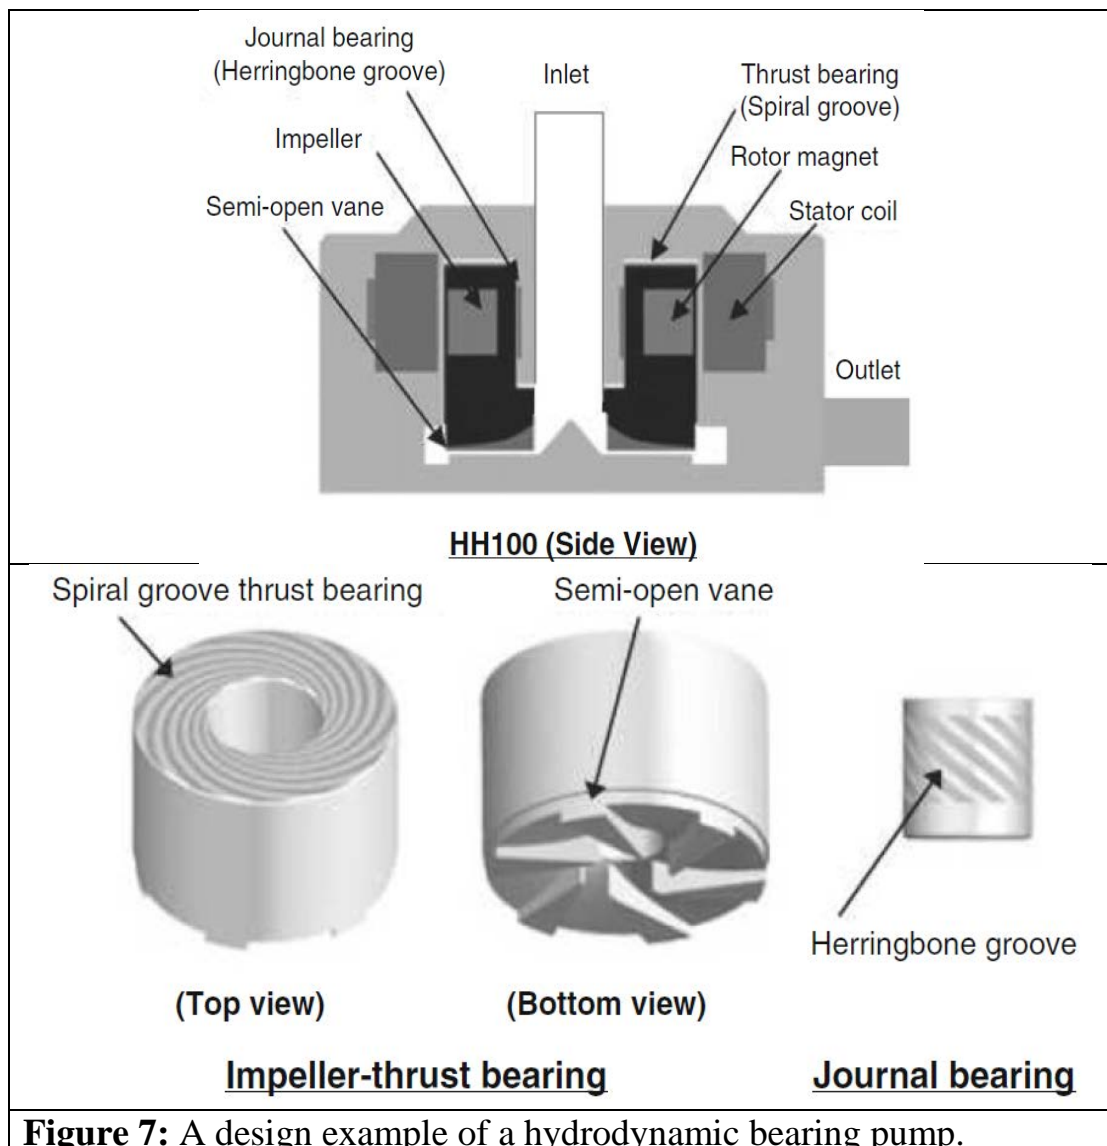 Journal bearing
(Herringbone groove)
Inlet
Thrust bearing
(Spiral groove)
Impeller
Rotor magnet
Semi-open vane
Stator coil
Outlet
HH100 (Side View)
Spiral groove thrust bearing
Semi-open vane
Herringbone groove
(Top view)
(Bottom view)
Impeller-thrust bearing
Journal bearing
Figure 7: A design example of a hydrodynamic bearing pump.